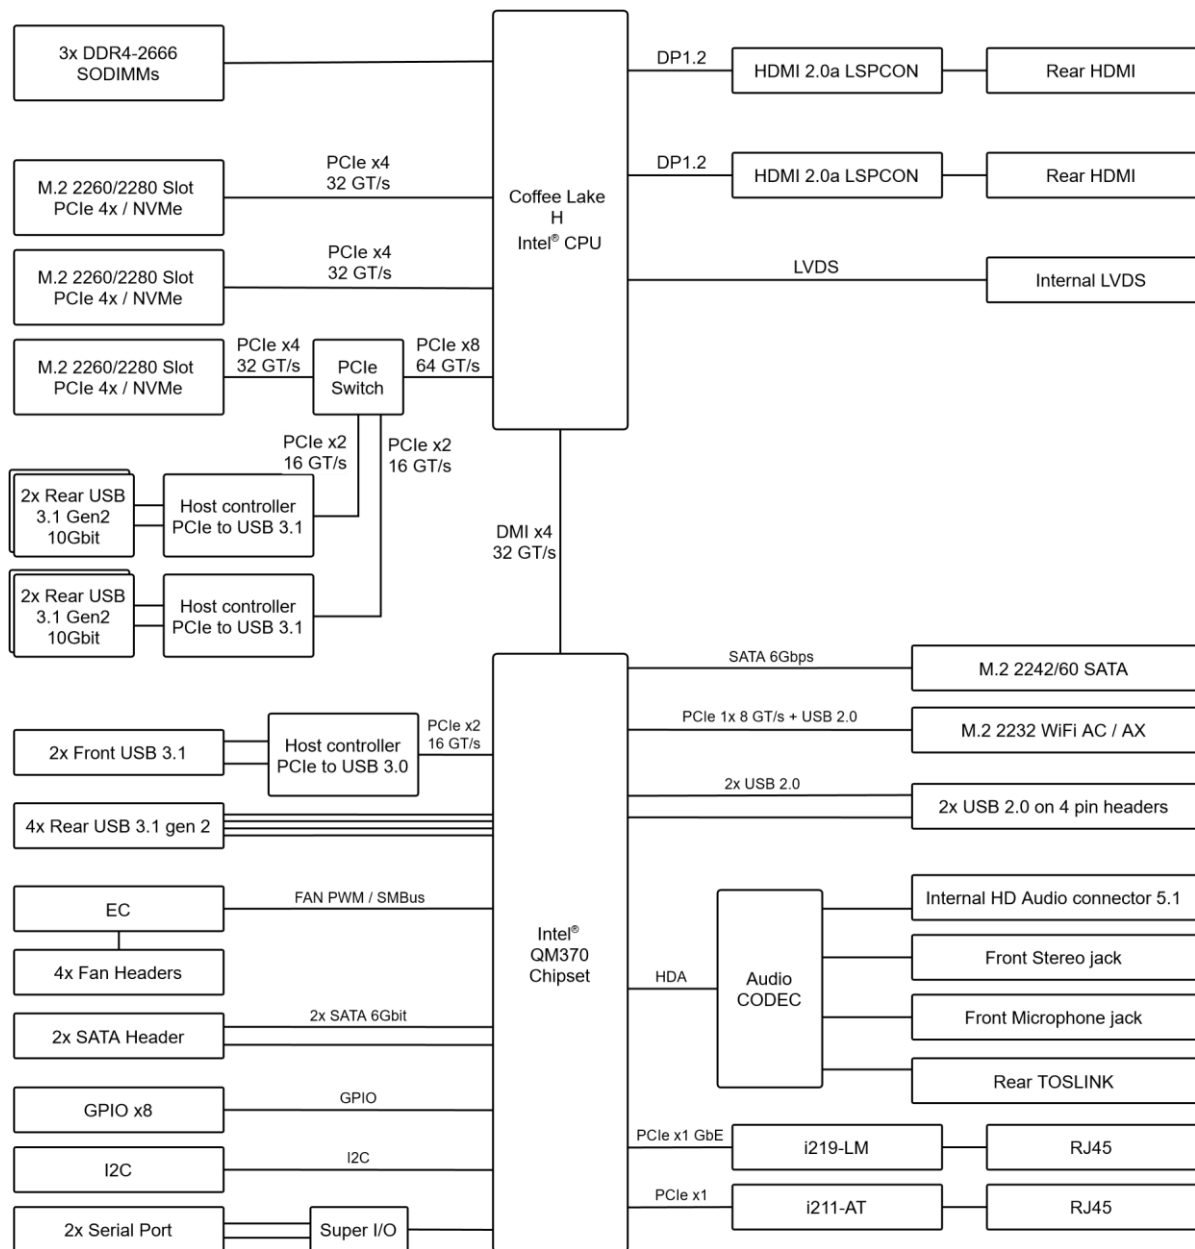 3x DDR4-2666
SODIMMs
DP1.2
HDMI 2.0a LSPCON
Rear HDMI
PCIe x4
32 GT/s
M.2 2260/2280 Slot
PCIe 4x / NVMe
DP1.2
HDMI 2.0a LSPCON
Rear HDMI
Coffee Lake
H
Intel® CPU
PCIe x4
32 GT/s
M.2 2260/2280 Slot
PCIe 4x / NVMe
LVDS
Internal LVDS
M.2 2260/2280 Slot
PCIe 4x / NVMe
PCIe x4
32 GT/s
PCIe
Switch
PCIe x8
64 GT/s
PCIe x2
16 GT/s
PCIe x2
16 GT/s
2x Rear USB
3.1 Gen2
10Gbit
Host controller
PCIe to USB 3.1
DMI x4
32 GT/s
2x Rear USB
3.1 Gen2
10Gbit
Host controller
PCIe to USB 3.1
SATA 6Gbps
M.2 2242/60 SATA
2x Front USB 3.1
Host controller
PCIe to USB 3.0
PCIe x2
16 GT/s
PCIe 1x 8 GT/s + USB 2.0
M.2 2232 WiFi AC / AX
4x Rear USB 3.1 gen 2
2x USB 2.0
2x USB 2.0 on 4 pin headers
EC
FAN PWM / SMBus
4x Fan Headers
Intel®
QM370
Chipset
HDA
Audio
CODEC
Internal HD Audio connector 5.1
Front Stereo jack
Front Microphone jack
Rear TOSLINK
2x SATA Header
2x SATA 6Gbit
GPIO x8
GPIO
I2C
I2C
PCIe x1 GbE
i219-LM
RJ45
2x Serial Port
Super I/O
PCIe x1
i211-AT
RJ45